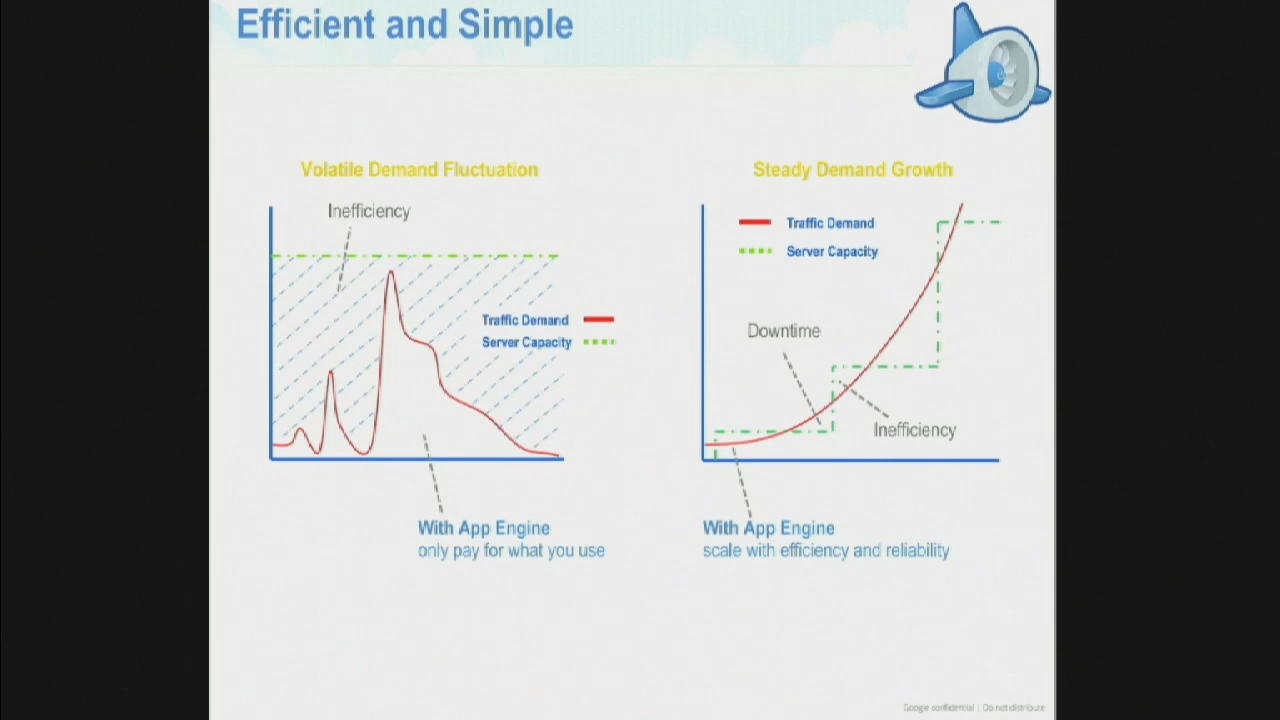 Efficient and Simple
Volatile Demand Fluctuation
Inefficiency
Traffic Demand
Server Capacity
With App Engine
only pay for what you use
Steady Demand Growth
Traffic Demand
Server Capacity
Downtime
Inefficiency
With App Engine
scale with efficiency and reliability
Google confidential | Do not distribute